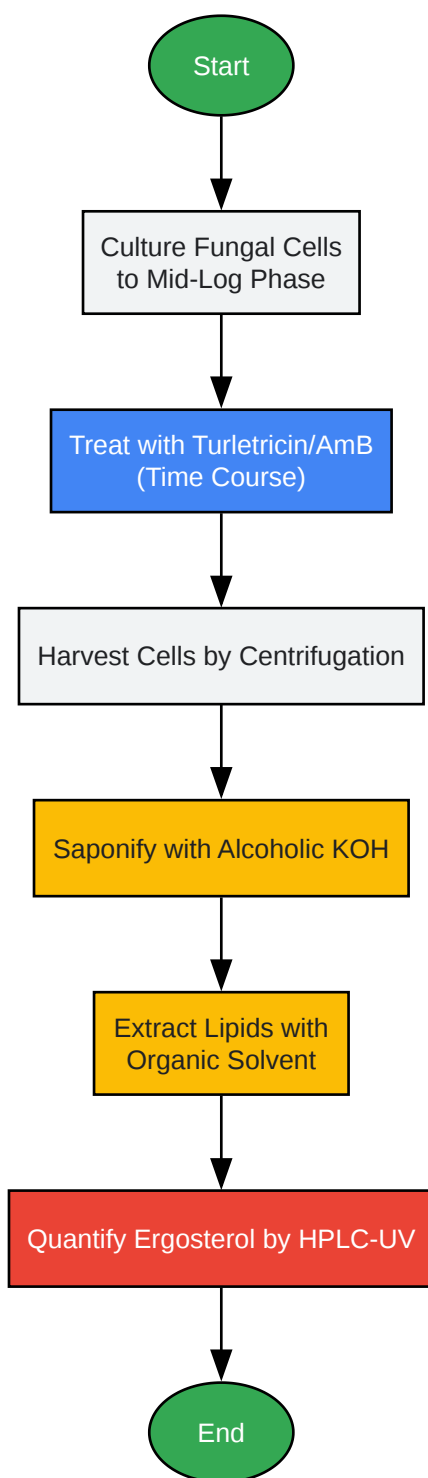 Start
Culture Fungal Cells
to Mid-Log Phase
Treat with Turletricin/AmB
(Time Course)
Harvest Cells by Centrifugation
Saponify with Alcoholic KOH
Extract Lipids with
Organic Solvent
Quantify Ergosterol by HPLC-UV
End